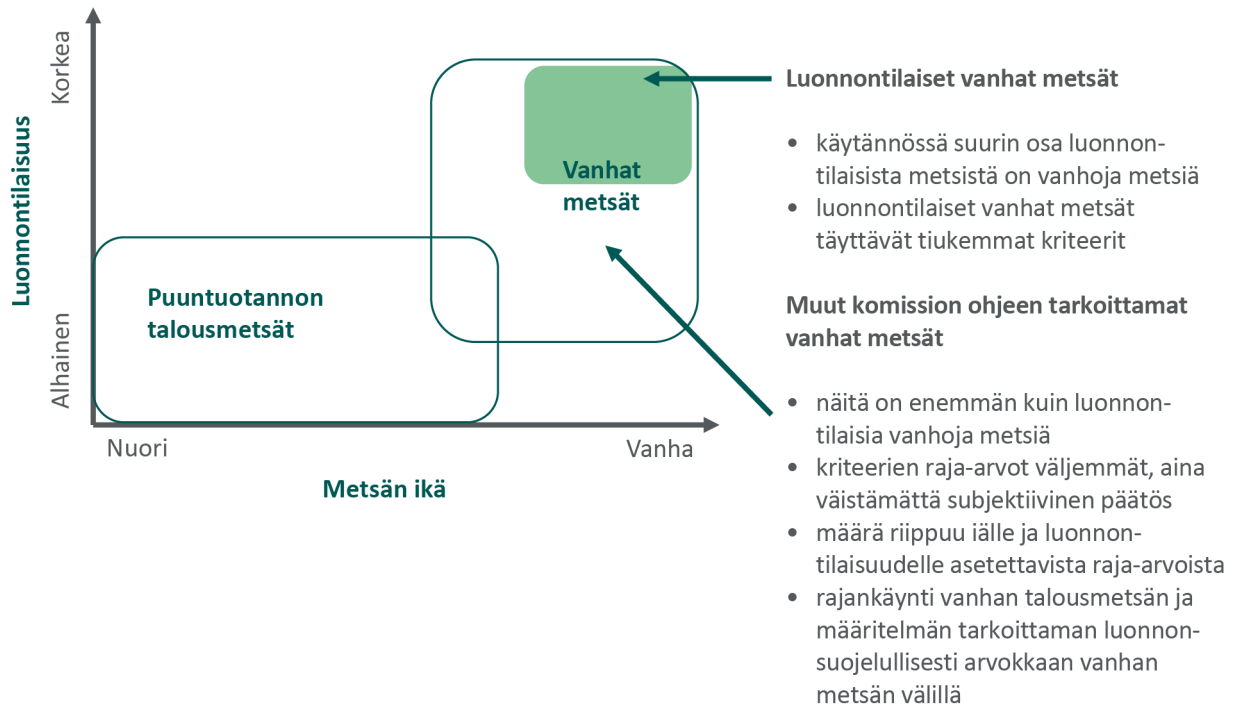 Korkea
Luonnontilaisuus
Alhainen
Vanhat
metsät
Puuntuotannon
talousmetsät
Nuori
Vanha
Metsän ikä
Luonnontilaiset vanhat metsät
• käytännössä suurin osa luonnon-
tilaisista metsistä on vanhoja metsiä
• luonnontilaiset vanhat metsät
täyttävät tiukemmat kriteerit
Muut komission ohjeen tarkoittamat
vanhat metsät
• näitä on enemmän kuin luonnon-
tilaisia vanhoja metsiä
• kriteerien raja-arvot väljemmät, aina
väistämättä subjektiivinen päätös
• määrä riippuu iälle ja luonnon-
tilaisuudelle asetettavista raja-arvoista
• rajankäynti vanhan talousmetsän ja
määritelmän tarkoittaman luonnon-
suojelullisesti arvokkaan vanhan
metsän välillä